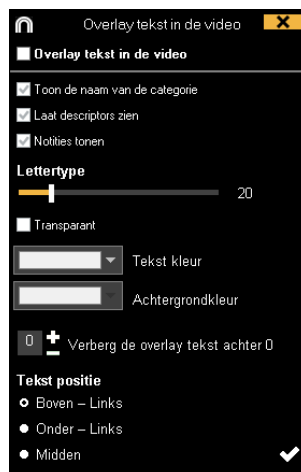 Overlay tekst in de video
Overlay tekst in de video
Toon de naam van de categorie
Laat descriptors zien
Notities tonen
Lettertype
20
Transparant
Tekst kleur
Achtergrondkleur
0 Verberg de overlay tekst achter 0
Tekst positie
Boven – Links
Onder – Links
Midden